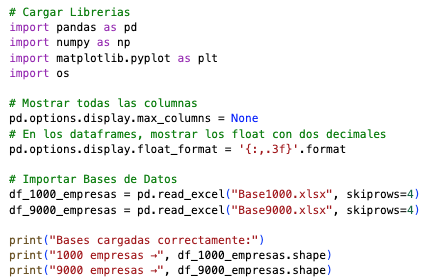 # Cargar Librerias
import pandas as pd
import numpy as np
import matplotlib.pyplot as plt
import os
# Mostrar todas las columnas
pd.options.display.max_columns = None
# En los dataframes, mostrar los float con dos decimales
pd.options.display.float_format = '{:,.3f}'.format
# Importar Bases de Datos
df_1000_empresas = pd.read_excel("Base1000.xlsx", skiprows=4)
df_9000_empresas = pd.read_excel("Base9000.xlsx", skiprows=4)
print("Bases cargadas correctamente:")
print("1000 empresas →", df_1000_empresas.shape)
print("9000 empresas →", df_9000_empresas.shape)